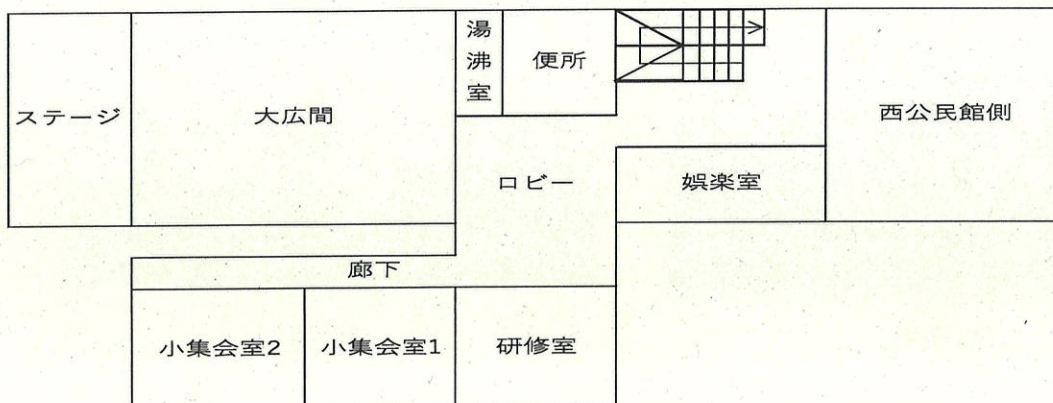 湯沸室
便所
ステージ
大広間
西公民館側
ロビー
娯楽室
廊下
小集会室2
小集会室1
研修室